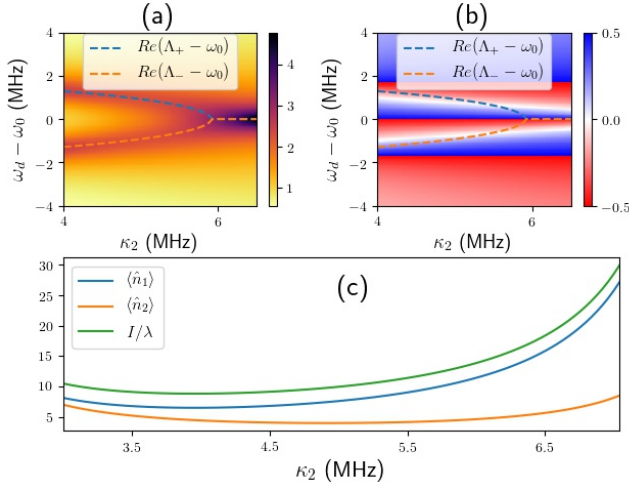 (a)
(b)
4
2
0
−2
−4
4
6
ω_d − ω_0 (MHz)
κ_2 (MHz)
Re(Λ_+ − ω_0)
Re(Λ_− − ω_0)
4
3
2
1
4
2
0
−2
−4
4
6
ω_d − ω_0 (MHz)
κ_2 (MHz)
Re(Λ_+ − ω_0)
Re(Λ_− − ω_0)
0.5
0.0
−0.5
(c)
30
25
20
15
10
5
⟨n̂_1⟩
⟨n̂_2⟩
I/λ
3.5
4.5
5.5
6.5
κ_2 (MHz)